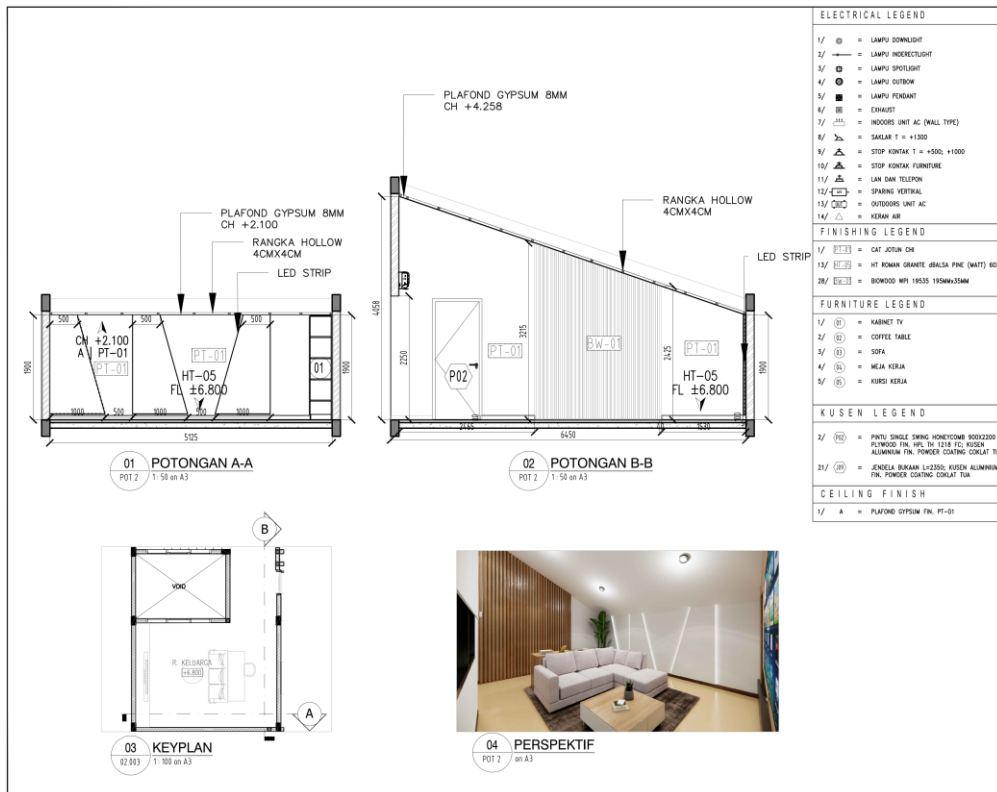 PLAFOND GYPSUM 8MM
CH +4.258
RANGKA HOLLOW
4CMX4CM
LED STRIP
PLAFOND GYPSUM 8MM
CH +2.100
RANGKA HOLLOW
4CMX4CM
LED STRIP
500
500
500
CH +2.100
A | PT-01
PT-01
PT-01
HT-05
FL ±6.800
01
1900
1900
1000
500
1000
500
1000
5125
01 POTONGAN A-A
POT 2 1:50 on A3
4058
2250
P02
PT-01
3215
BW-01
2425
PT-01
HT-05
FL ±6.800
1900
2165
6450
1530
02 POTONGAN B-B
POT 2 1:50 on A3
B
VOID
R. KELUARGA
+6.800
A
03 KEYPLAN
02.003 1:100 on A3
04 PERSPEKTIF
POT 2 on A3
ELECTRICAL LEGEND
1/ = LAMPU DOWNLIGHT
2/ = LAMPU INDERECTLIGHT
3/ = LAMPU SPOTLIGHT
4/ = LAMPU OUTBOW
5/ = LAMPU PENDANT
6/ = EXHAUST
7/ = INDOORS UNIT AC (WALL TYPE)
8/ = SAKLAR T = +1300
9/ = STOP KONTAK T = +500; +1000
10/ = STOP KONTAK FURNITURE
11/ = LAN DAN TELEPON
12/ = SPARING VERTIKAL
13/ = OUTDOORS UNIT AC
14/ = KERAN AIR
FINISHING LEGEND
1/ PT-01 = CAT JOTUN CHI
13/ HT-05 = HT ROMAN GRANITE dBALSA PINE (MATT)
28/ BW-01 = BIOWOOD WPI 19535 195MMx35MM
FURNITURE LEGEND
1/ 01 = KABINET TV
2/ 02 = COFFEE TABLE
3/ 03 = SOFA
4/ 04 = MEJA KERJA
5/ 05 = KURSI KERJA
KUSEN LEGEND
2/ P02 = PINTU SINGLE SWING HONEYCOMB 900X2200
PLYWOOD FIN. HPL TH 1218 FC; KUSEN
ALUMINIUM FIN. POWDER COATING COKLAT
21/ J09 = JENDELA BUKAAN L=2350; KUSEN ALUMINIUM
FIN. POWDER COATING COKLAT TUA
CEILING FINISH
1/ A = PLAFOND GYPSUM FIN. PT-01